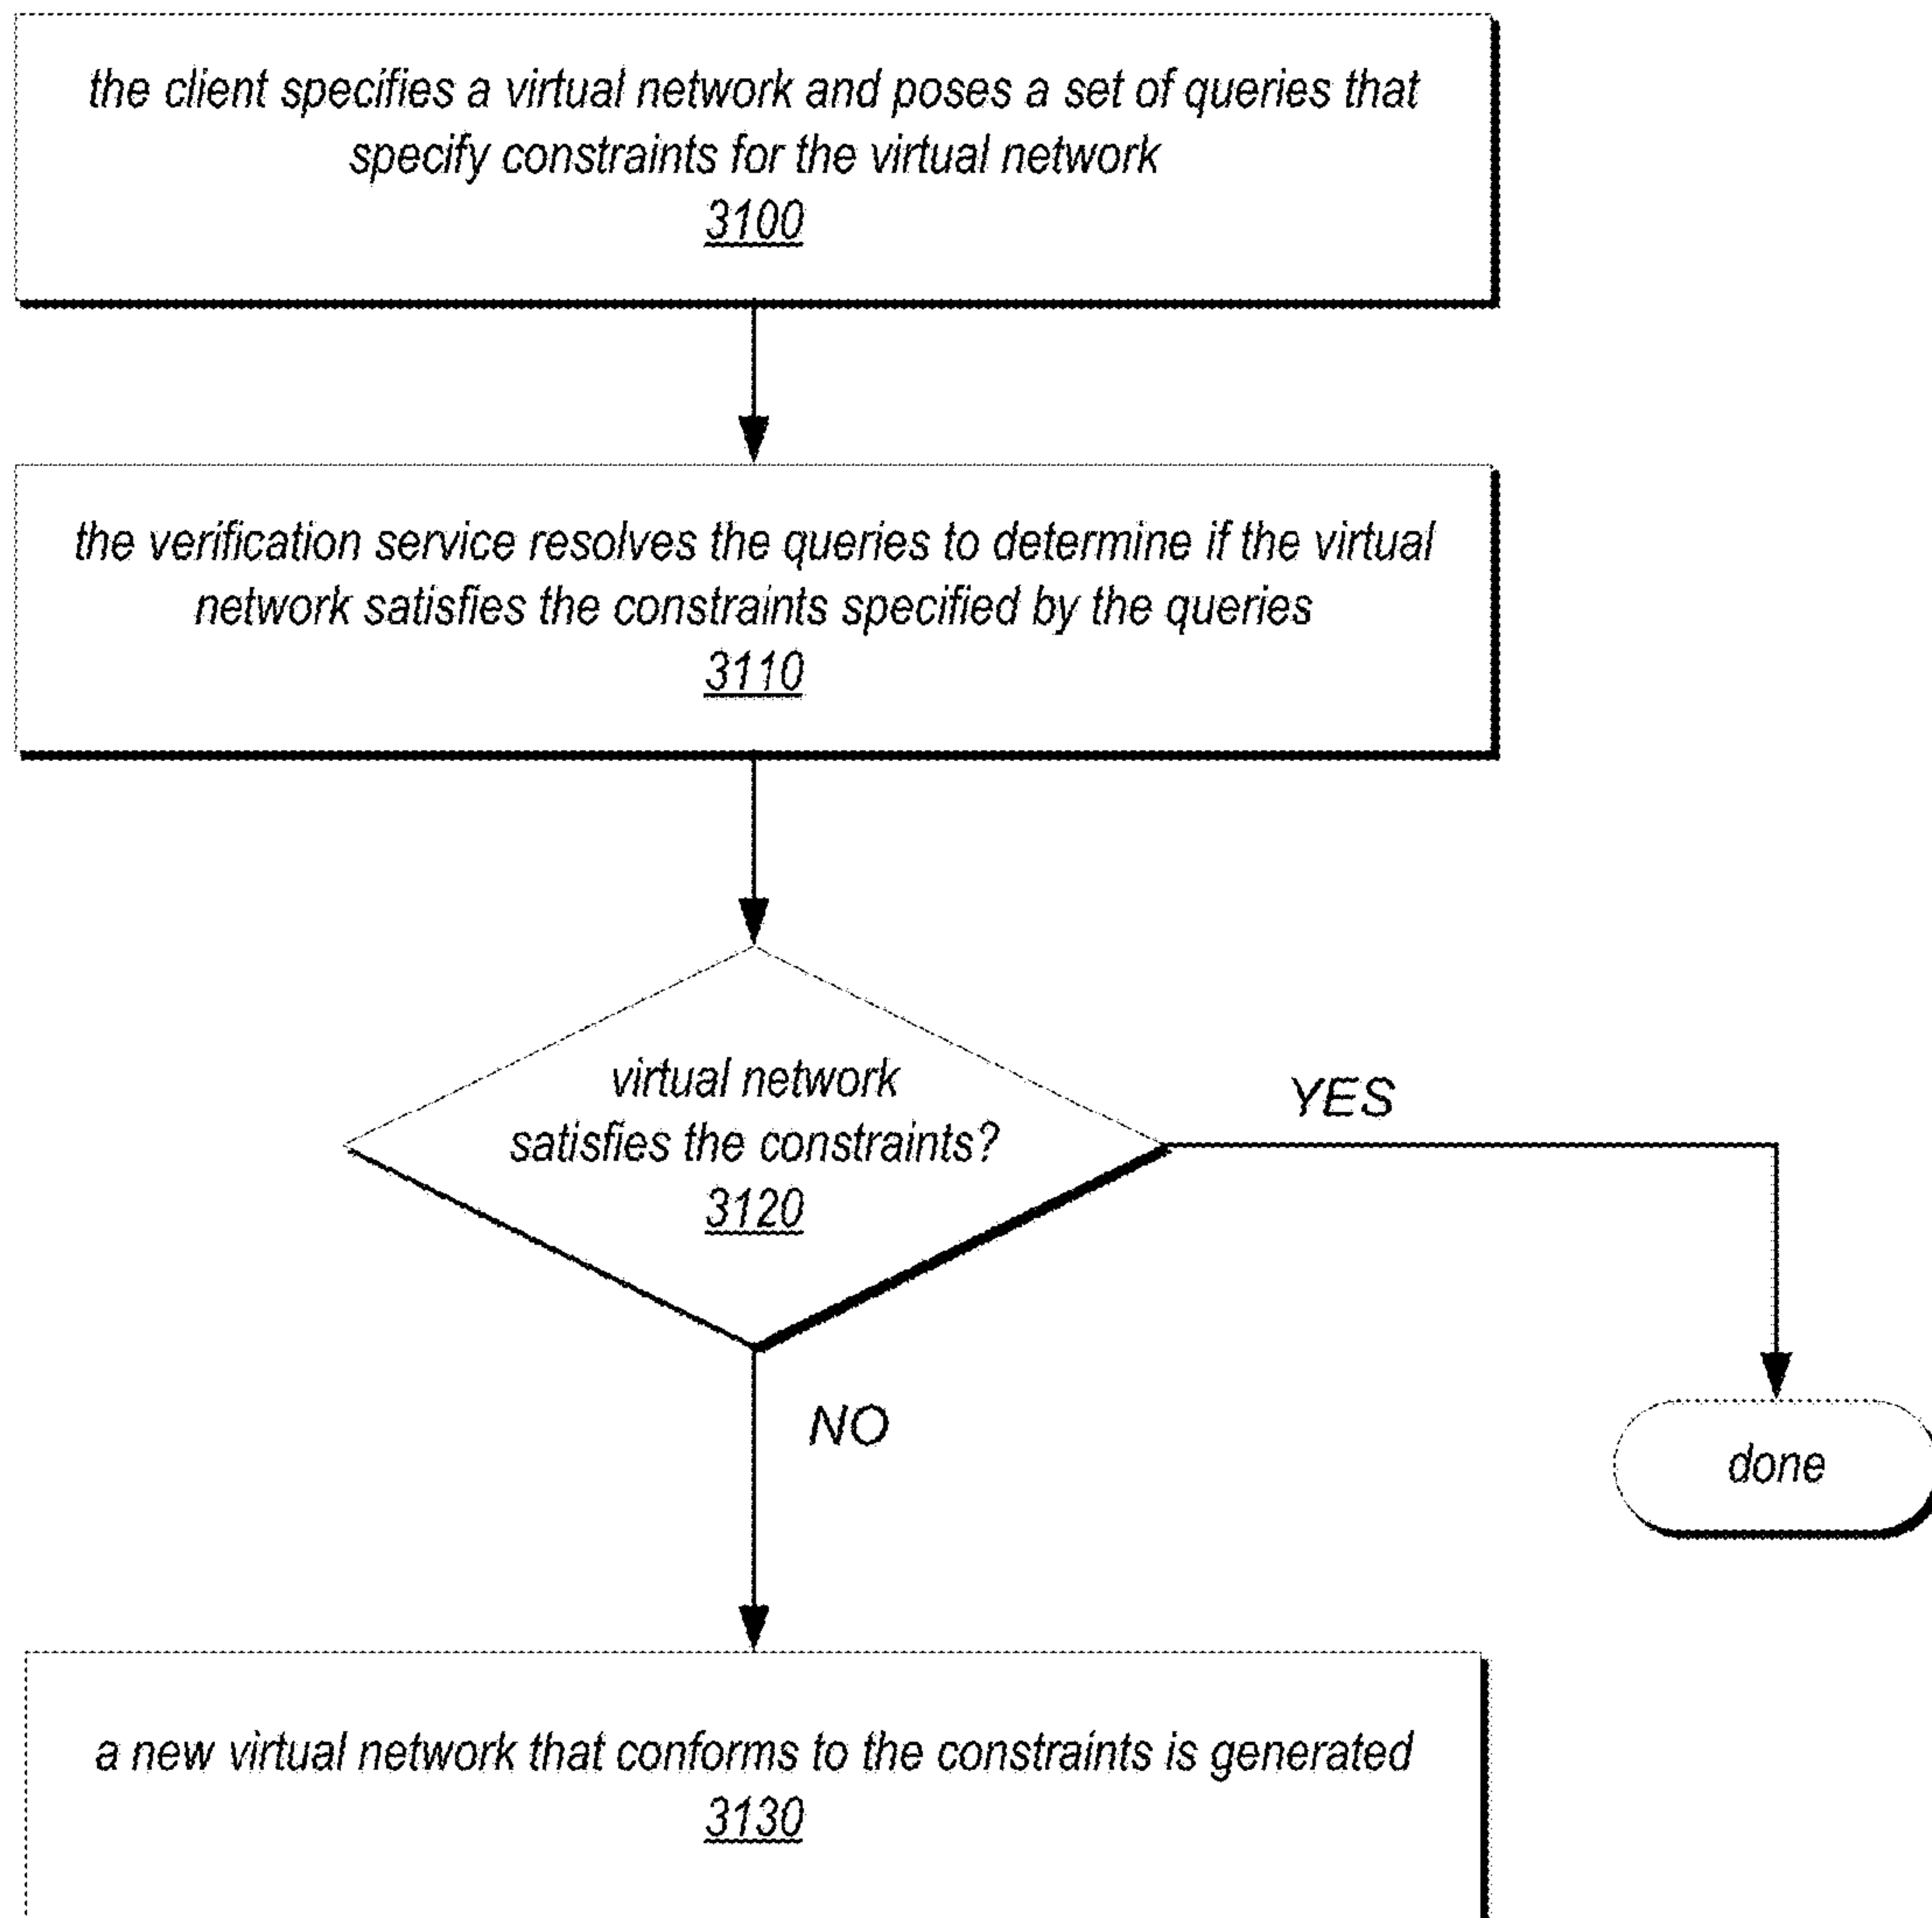 the client specifies a virtual network and poses a set of queries that
specify constraints for the virtual network
3100
the verification service resolves the queries to determine if the virtual
network satisfies the constraints specified by the queries
3110
virtual network
satisfies the constraints?
3120
YES
NO
done
a new virtual network that conforms to the constraints is generated
3130